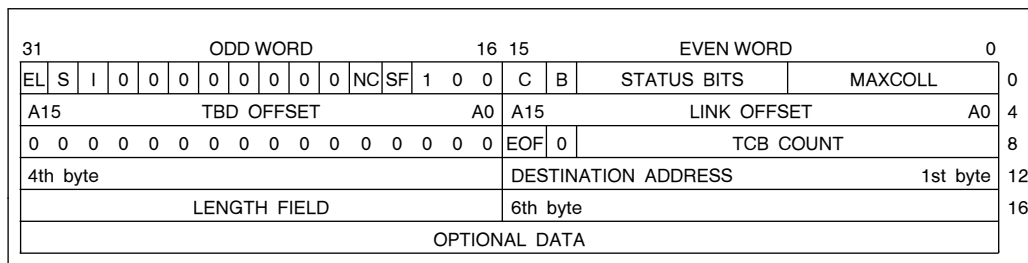 31 ODD WORD 16 15 EVEN WORD 0
EL S I 0 0 0 0 0 0 0 0 NC SF 1 0 0 C B STATUS BITS MAXCOLL 0
A15 TBD OFFSET A0 A15 LINK OFFSET A0 4
0 0 0 0 0 0 0 0 0 0 0 0 0 0 0 0 EOF 0 TCB COUNT 8
4th byte DESTINATION ADDRESS 1st byte 12
LENGTH FIELD 6th byte 16
OPTIONAL DATA